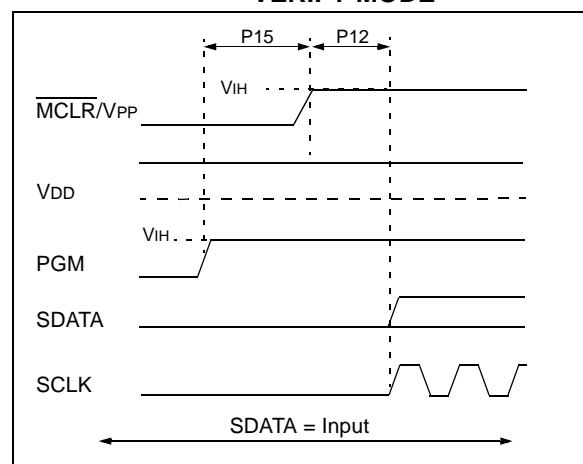 VERIFY MODE
P15 P12
VIH
MCLR/VPP
VDD
VIH
PGM
SDATA
SCLK
SDATA = Input